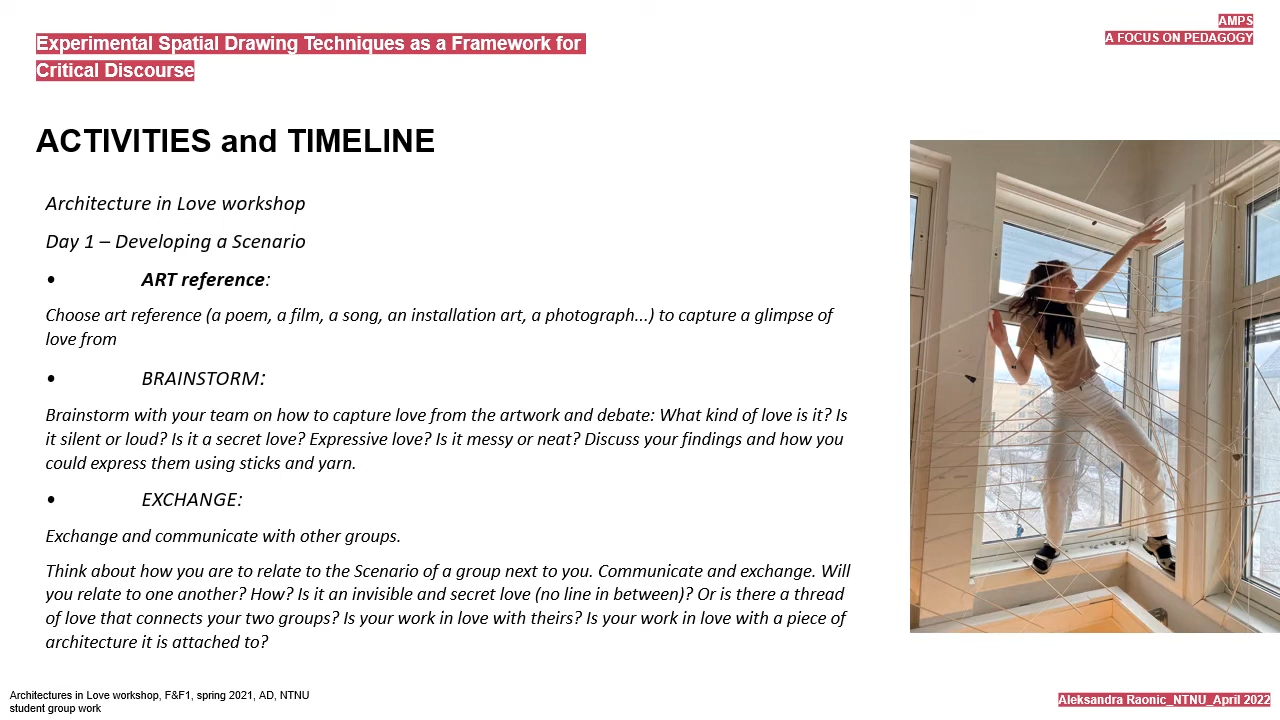 Experimental Spatial Drawing Techniques as a Framework for
Critical Discourse
AMPS
A FOCUS ON PEDAGOGY
ACTIVITIES and TIMELINE
Architecture in Love workshop
Day 1 – Developing a Scenario
• ART reference:
Choose art reference (a poem, a film, a song, an installation art, a photograph...) to capture a glimpse of
love from
• BRAINSTORM:
Brainstorm with your team on how to capture love from the artwork and debate: What kind of love is it? Is
it silent or loud? Is it a secret love? Expressive love? Is it messy or neat? Discuss your findings and how you
could express them using sticks and yarn.
• EXCHANGE:
Exchange and communicate with other groups.
Think about how you are to relate to the Scenario of a group next to you. Communicate and exchange. Will
you relate to one another? How? Is it an invisible and secret love (no line in between)? Or is there a thread
of love that connects your two groups? Is your work in love with theirs? Is your work in love with a piece of
architecture it is attached to?
Architectures in Love workshop, F&F1, spring 2021, AD, NTNU
student group work
Aleksandra Raonic_NTNU_April 2022